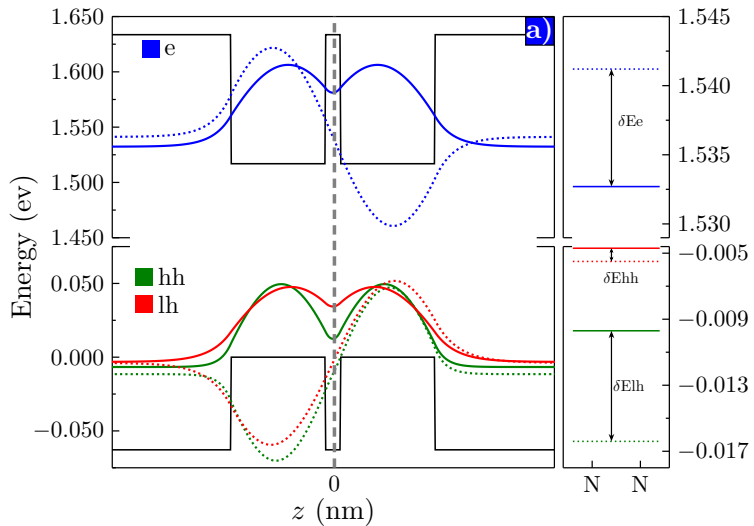 a)
e
1.650
1.600
1.550
1.500
1.450
0.050
0.000
−0.050
Energy (ev)
hh
lh
0
z (nm)
δEe
δEhh
δElh
1.545
1.540
1.535
1.530
−0.005
−0.009
−0.013
−0.017
N N